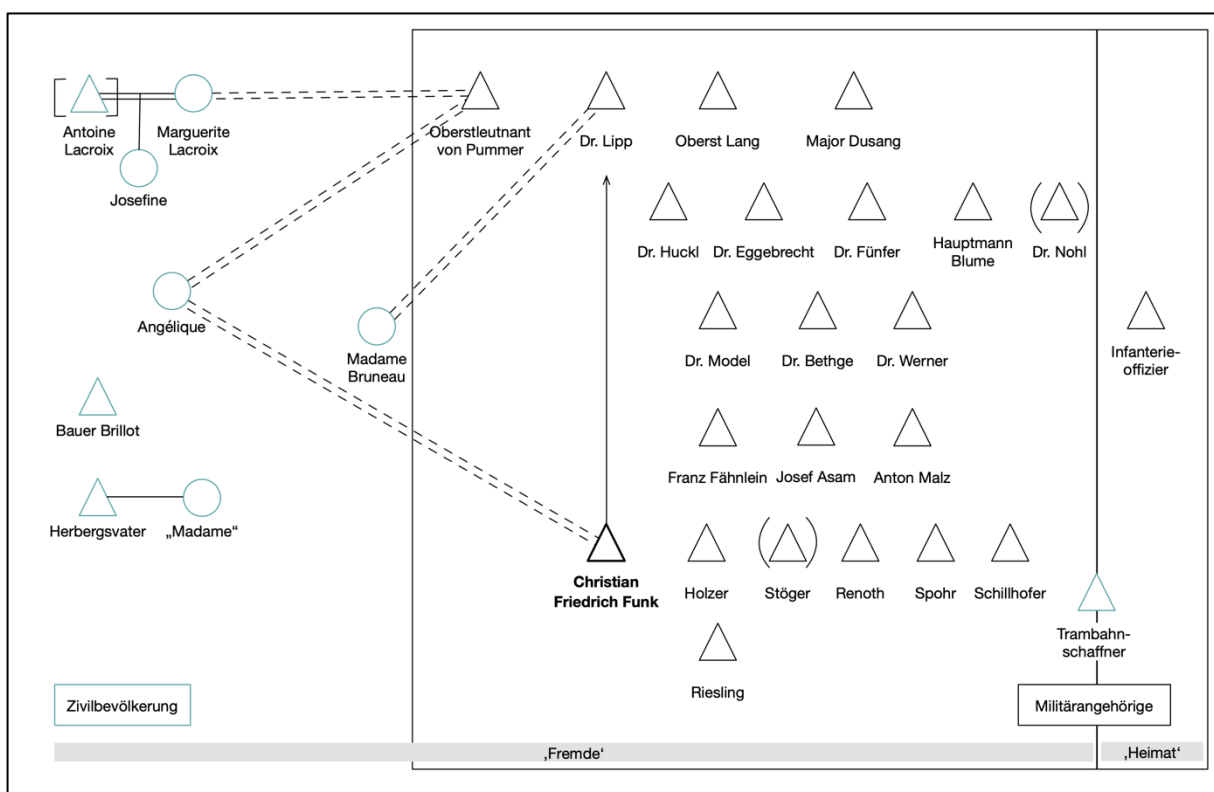 Antoine
Lacroix
Marguerite
Lacroix
Oberstleutnant
von Pummer
Dr. Lipp
Oberst Lang
Major Dusang
Josefine
Dr. Huckl
Dr. Eggebrecht
Dr. Fünfer
Hauptmann
Blume
Dr. Nohl
Angélique
Madame
Bruneau
Dr. Model
Dr. Bethge
Dr. Werner
Infanterie-
offizier
Bauer Brillot
Franz Fähnlein
Josef Asam
Anton Malz
Herbergsvater
„Madame“
Christian
Friedrich Funk
Holzer
Stöger
Renoth
Spohr
Schillhofer
Trambahn-
schaffner
Riesling
Zivilbevölkerung
Militärangehörige
‚Fremde‘
‚Heimat‘